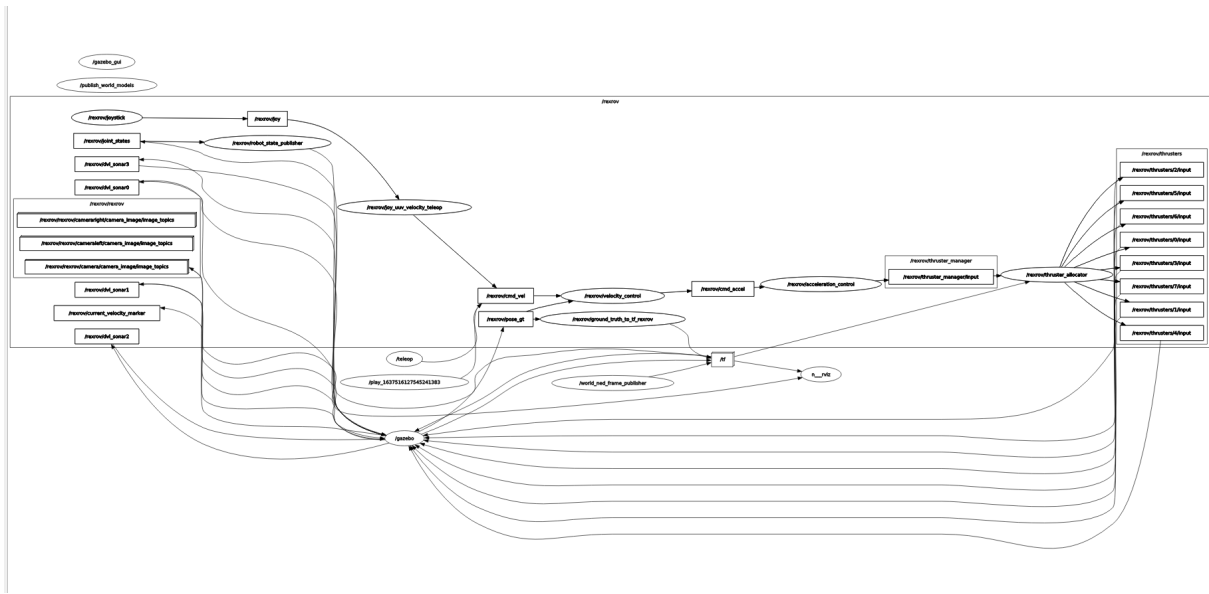 /gazebo_gui
/publish_world_models
/rexrov
/rexrov/joystick
/rexrov/joy
/rexrov/joint_states
/rexrov/robot_state_publisher
/rexrov/dvl_sonar3
/rexrov/dvl_sonar0
/rexrov/rexrov
/rexrov/rexrov/cameraright/camera_image/image_topics
/rexrov/rexrov/cameraleft/camera_image/image_topics
/rexrov/rexrov/camera/camera_image/image_topics
/rexrov/dvl_sonar1
/rexrov/current_velocity_marker
/rexrov/dvl_sonar2
/rexrov/joy_uuv_velocity_teleop
/rexrov/cmd_vel
/rexrov/pose_gt
/rexrov/velocity_control
/rexrov/ground_truth_to_tf_rexrov
/rexrov/cmd_accel
/rexrov/acceleration_control
/rexrov/thruster_manager
/rexrov/thruster_manager/input
/rexrov/thruster_allocator
/rexrov/thrusters
/rexrov/thrusters/2/input
/rexrov/thrusters/5/input
/rexrov/thrusters/6/input
/rexrov/thrusters/0/input
/rexrov/thrusters/3/input
/rexrov/thrusters/7/input
/rexrov/thrusters/1/input
/rexrov/thrusters/4/input
/teleop
/play_1637516127545241383
/world_ned_frame_publisher
/tf
n__rviz
/gazebo